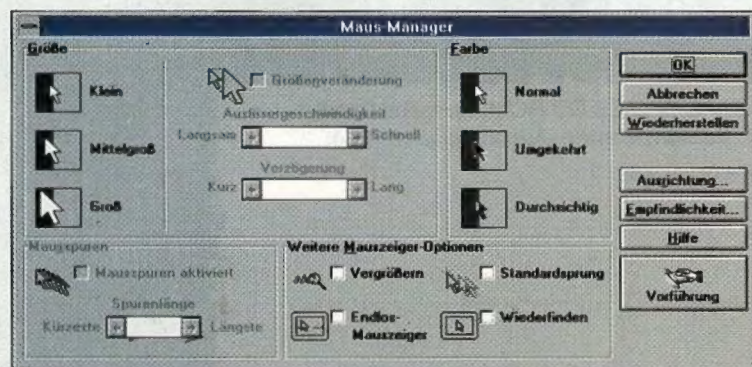 Maus-Manager
Größe
Klein
Mittelgroß
Groß
Größenveränderung
Auslösergeschwindigkeit
Langsam
Schnell
Verzögerung
Kurz
Lang
Farbe
Normal
Umgekehrt
Durchsichtig
OK
Abbrechen
Wiederherstellen
Ausrichtung...
Empfindlichkeit...
Hilfe
Vorführung
Mausspuren
Mausspuren aktiviert
Spurenlänge
Kürzeste
Längste
Weitere Mauszeiger-Optionen
Vergrößern
Standardsprung
Endlos-
Mauszeiger
Wiederfinden